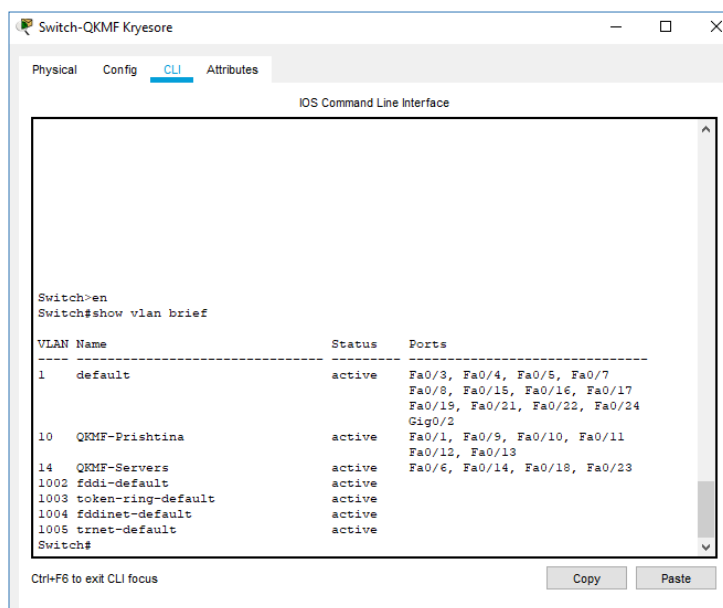 Switch-QKMF Kryesore
Physical Config CLI Attributes
IOS Command Line Interface
Switch>en
Switch#show vlan brief
VLAN Name                             Status    Ports
---- -------------------------------- --------- -------------------------------
1    default                          active    Fa0/3, Fa0/4, Fa0/5, Fa0/7
                                                Fa0/8, Fa0/15, Fa0/16, Fa0/17
                                                Fa0/19, Fa0/21, Fa0/22, Fa0/24
                                                Gig0/2
10   QKMF-Prishtina                   active    Fa0/1, Fa0/9, Fa0/10, Fa0/11
                                                Fa0/12, Fa0/13
14   QKMF-Servers                     active    Fa0/6, Fa0/14, Fa0/18, Fa0/23
1002 fddi-default                     active
1003 token-ring-default               active
1004 fddinet-default                  active
1005 trnet-default                    active
Switch#
Ctrl+F6 to exit CLI focus
Copy Paste